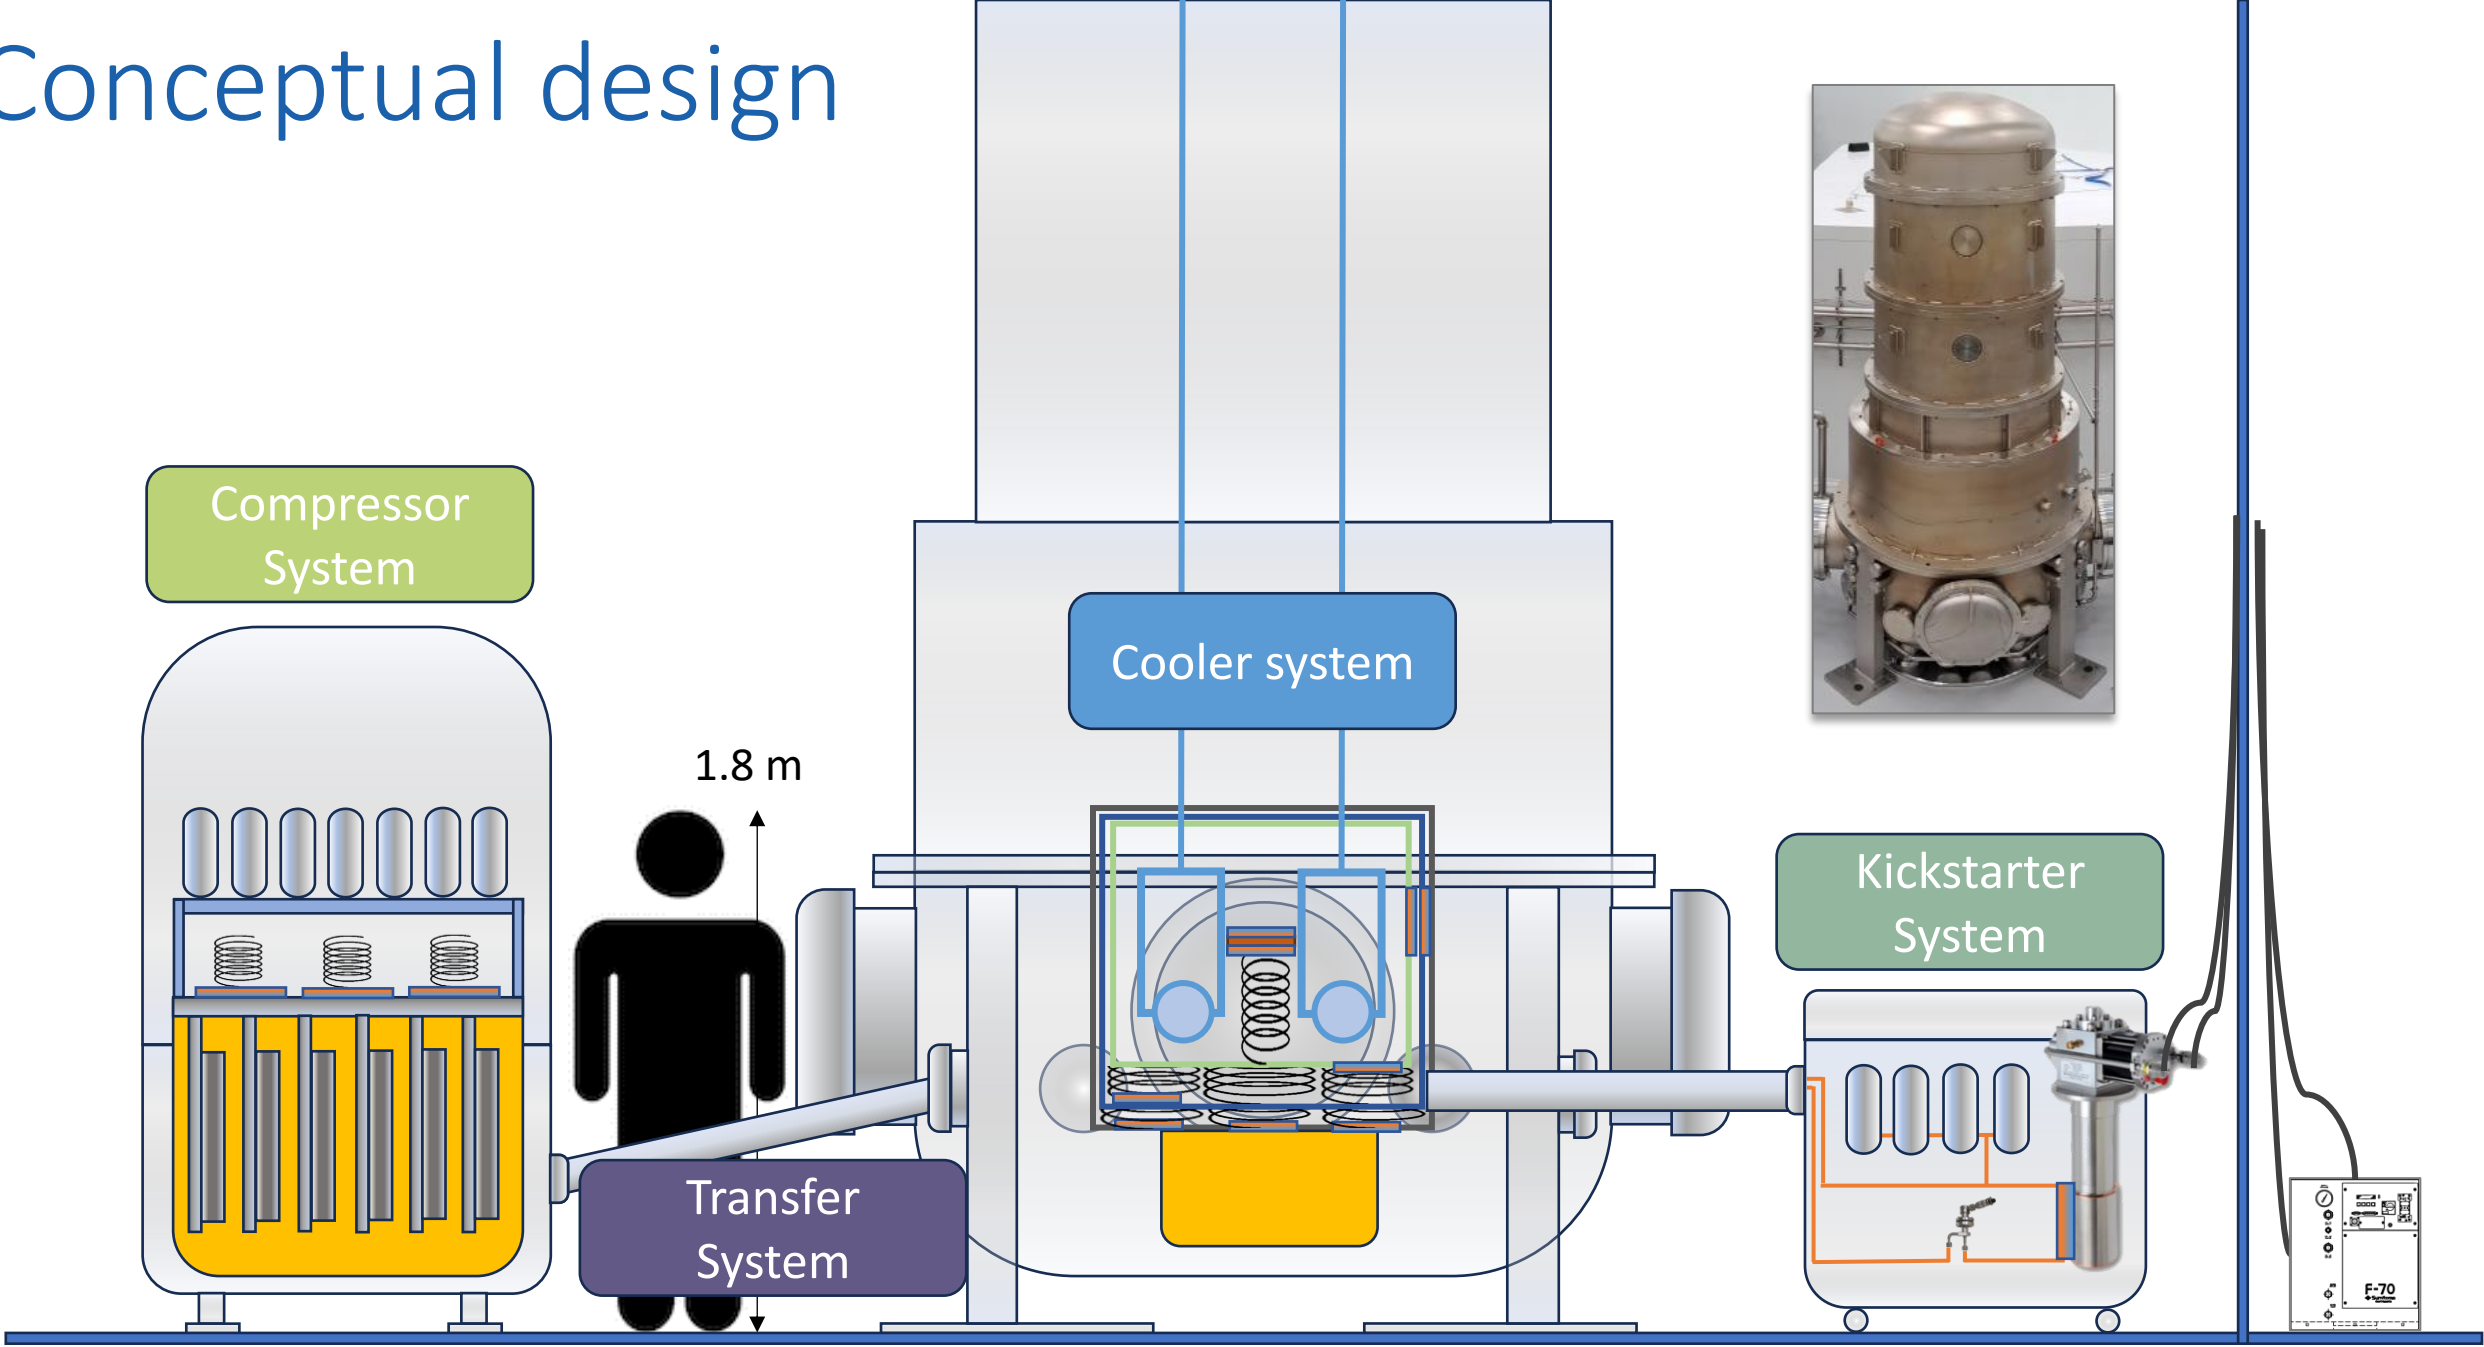 Conceptual design
Compressor
System
Cooler system
1.8 m
Kickstarter
System
Transfer
System
F-70